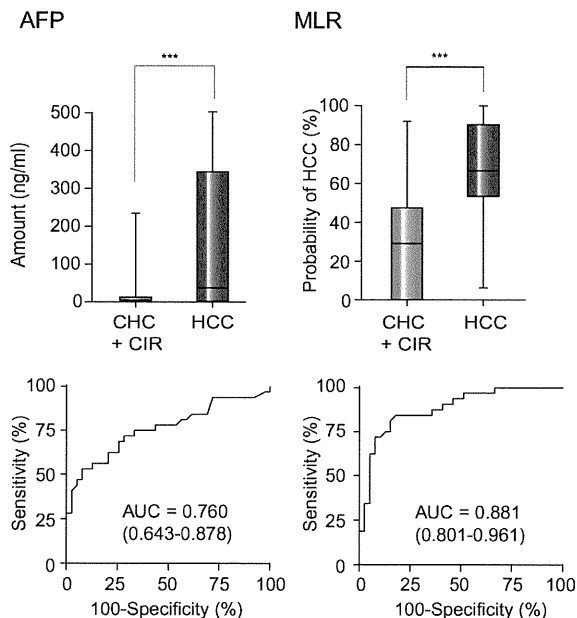 AFP
***
Amount (ng/ml)
500
400
300
200
100
0
CHC
+ CIR
HCC
MLR
***
Probability of HCC (%)
100
80
60
40
20
0
CHC
+ CIR
HCC
Sensitivity (%)
100
75
50
25
0
AUC = 0.760
(0.643-0.878)
0
25
50
75
100
100-Specificity (%)
Sensitivity (%)
100
75
50
25
0
AUC = 0.881
(0.801-0.961)
0
25
50
75
100
100-Specificity (%)